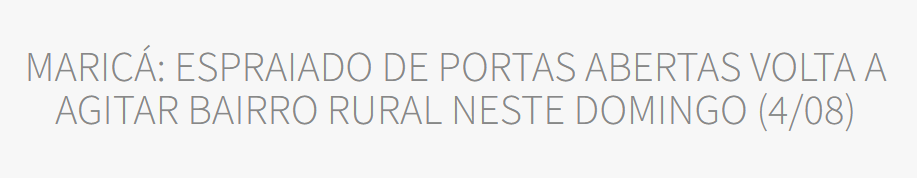 MARICÁ: ESPRAIADO DE PORTAS ABERTAS VOLTA A
AGITAR BAIRRO RURAL NESTE DOMINGO (4/08)